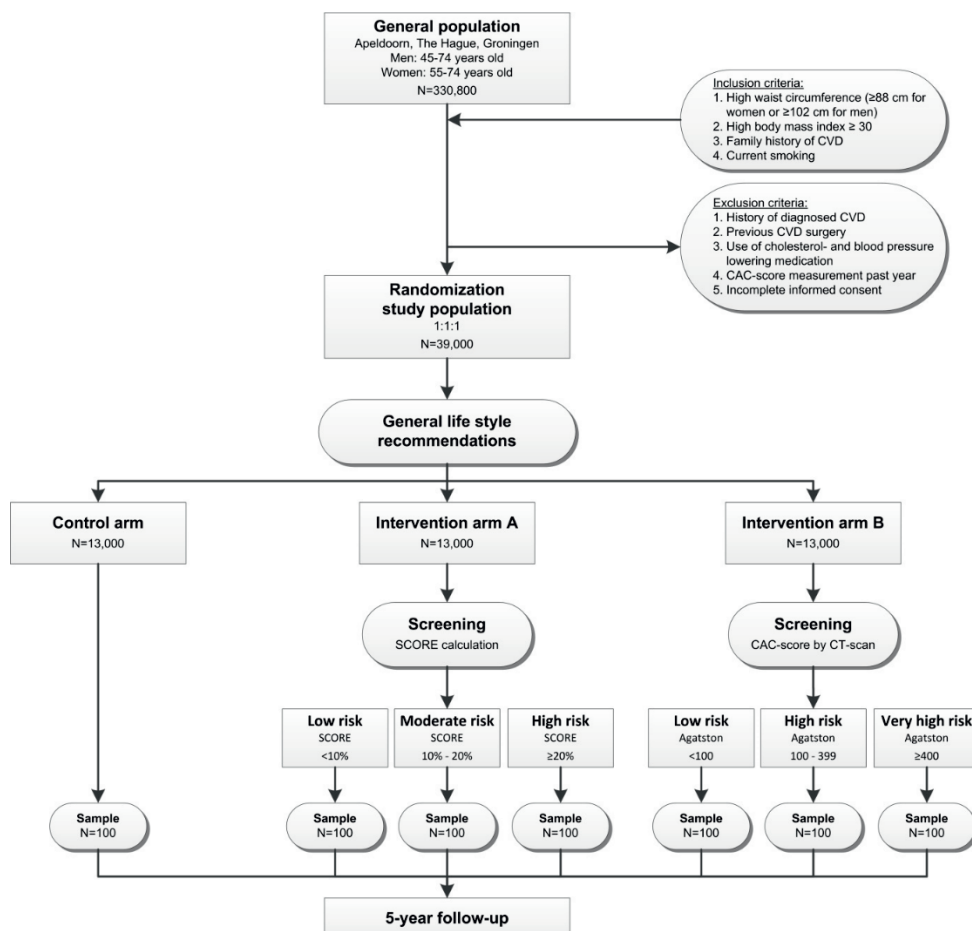 General population
Apeldoorn, The Hague, Groningen
Men: 45-74 years old
Women: 55-74 years old
N=330,800
Inclusion criteria:
1. High waist circumference (≥88 cm for
women or ≥102 cm for men)
2. High body mass index ≥ 30
3. Family history of CVD
4. Current smoking
Exclusion criteria:
1. History of diagnosed CVD
2. Previous CVD surgery
3. Use of cholesterol- and blood pressure
lowering medication
4. CAC-score measurement past year
5. Incomplete informed consent
Randomization
study population
1:1:1
N=39,000
General life style
recommendations
Control arm
N=13,000
Intervention arm A
N=13,000
Intervention arm B
N=13,000
Screening
SCORE calculation
Screening
CAC-score by CT-scan
Low risk
SCORE
<10%
Moderate risk
SCORE
10% - 20%
High risk
SCORE
≥20%
Low risk
Agatston
<100
High risk
Agatston
100 - 399
Very high risk
Agatston
≥400
Sample
N=100
Sample
N=100
Sample
N=100
Sample
N=100
Sample
N=100
Sample
N=100
Sample
N=100
5-year follow-up